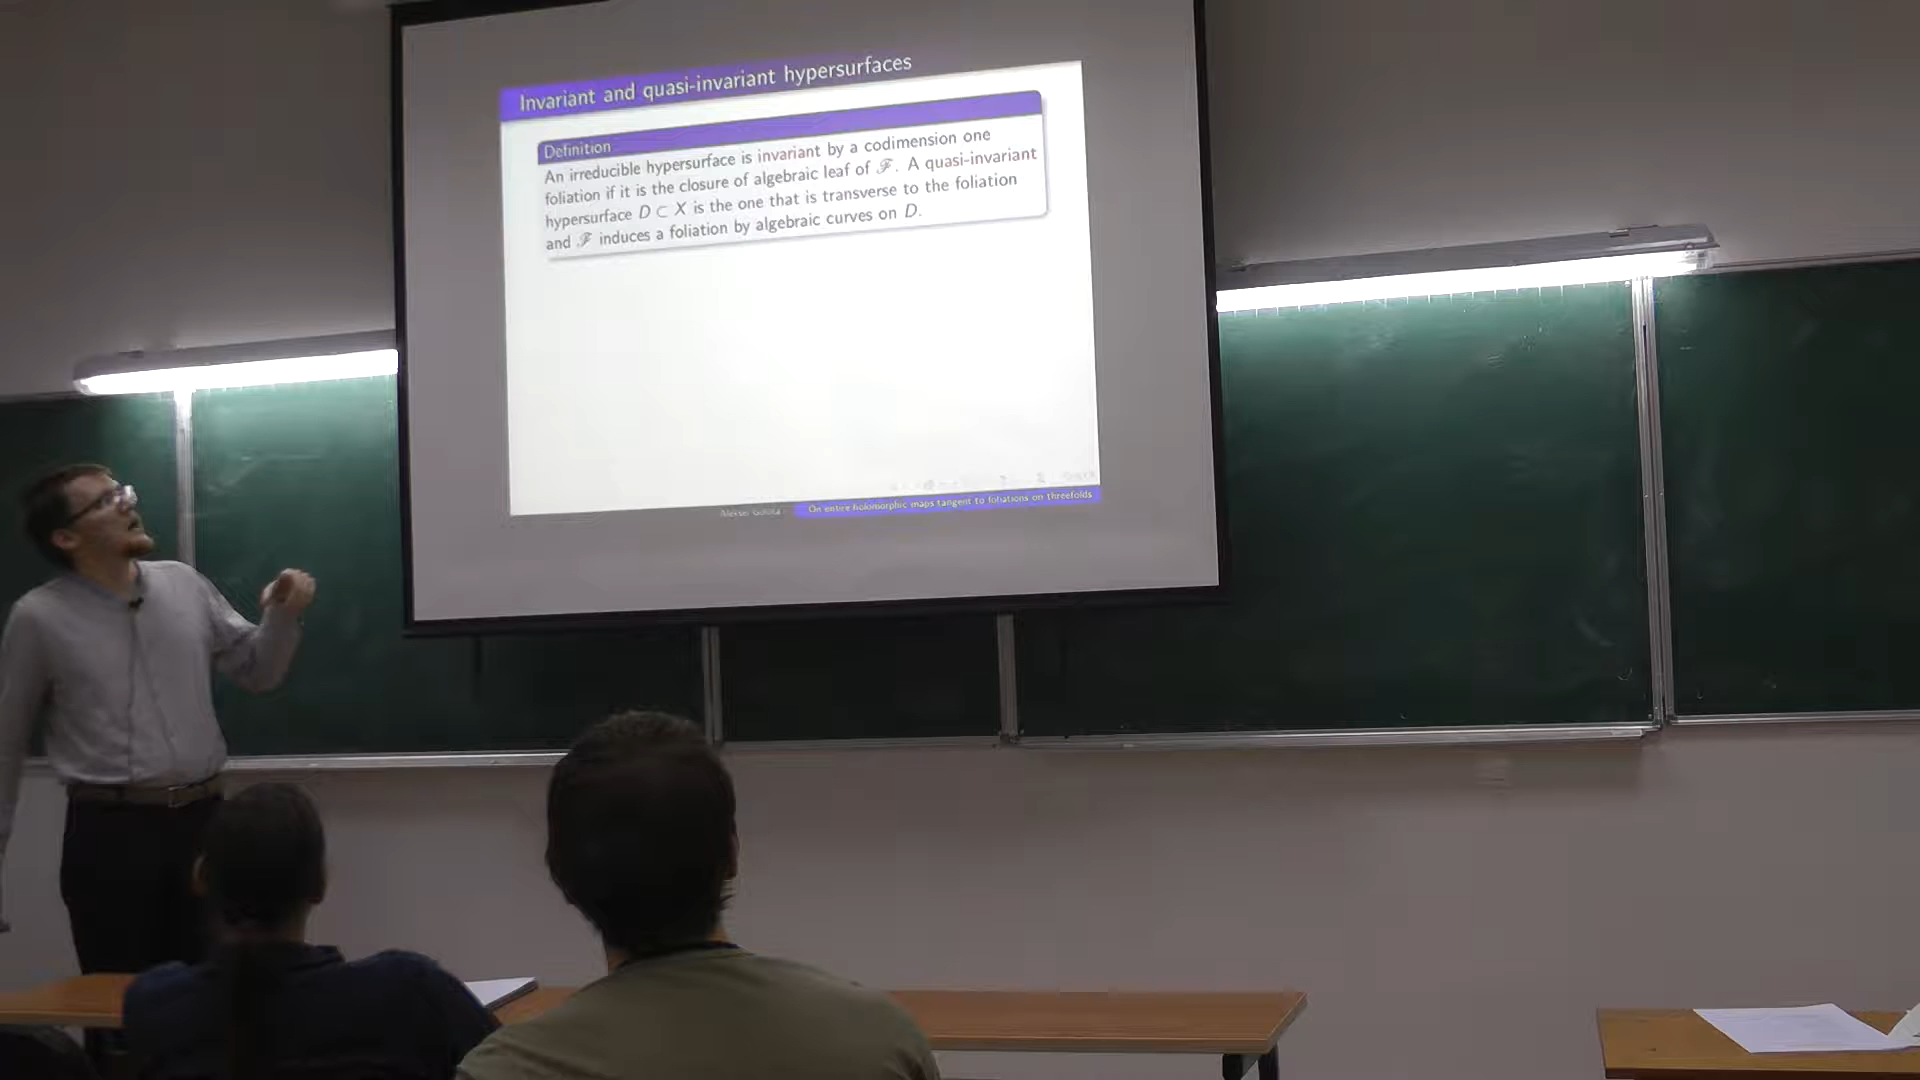 Invariant and quasi-invariant hypersurfaces
Definition
An irreducible hypersurface is invariant by a codimension one
foliation if it is the closure of algebraic leaf of ℱ. A quasi-invariant
hypersurface D ⊂ X is the one that is transverse to the foliation
and ℱ induces a foliation by algebraic curves on D.
On entire holomorphic maps tangent to foliations on threefolds